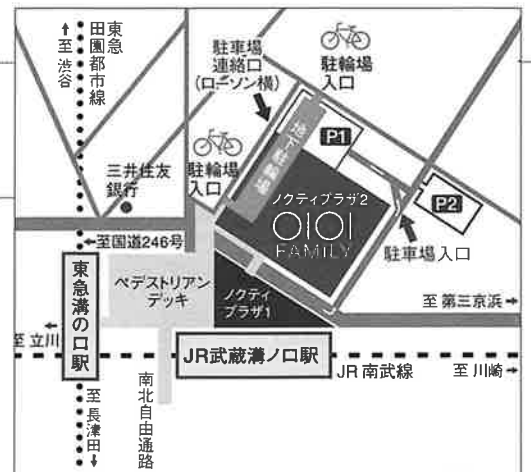 東急
田園都市線
↑至 渋谷
駐車場
連絡口
(ローソン横)
駐輪場
入口
P1
地下駐輪場
三井住友
銀行
駐輪場
入口
ノクティプラザ2
OIOI
FAMILY
P2
駐車場入口
←至国道246号
ペデストリアン
デッキ
ノクティ
プラザ1
至 第三京浜→
東急溝の口駅
至 立川
JR武蔵溝ノ口駅
JR 南武線
至 川崎→
至 長津田↓
南北自由通路